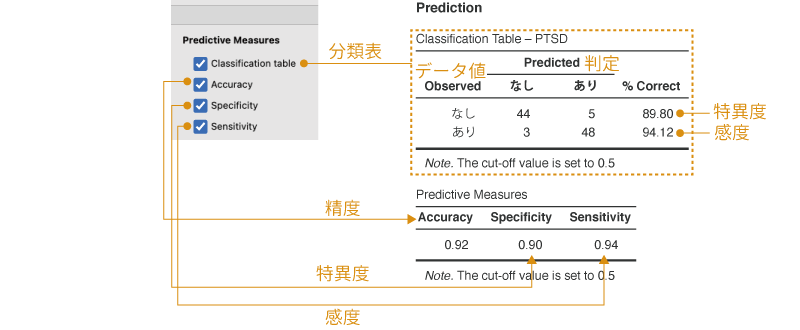 Predictive Measures
Classification table
Accuracy
Specificity
Sensitivity
分類表
精度
特異度
感度
Prediction
Classification Table – PTSD
データ値 Predicted 判定
Observed なし あり % Correct
なし 44 5 89.80 特異度
あり 3 48 94.12 感度
Note. The cut-off value is set to 0.5
Predictive Measures
Accuracy Specificity Sensitivity
0.92 0.90 0.94
Note. The cut-off value is set to 0.5